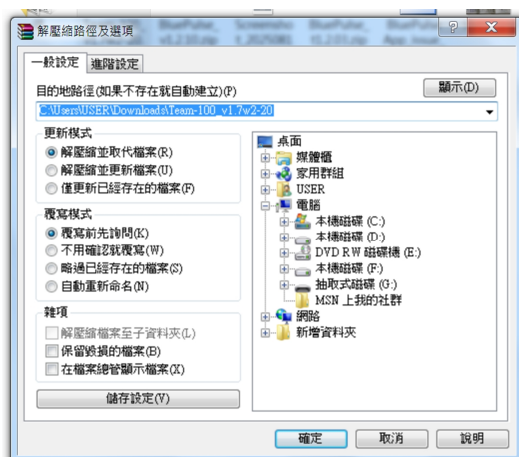 解壓縮路徑及選項
一般設定
進階設定
目的地路徑(如果不存在就自動建立)(P)
顯示(D)
C:\Users\USER\Downloads\Team-100_v1.7w2-20
更新模式
解壓縮並取代檔案(R)
解壓縮並更新檔案(U)
僅更新已經存在的檔案(F)
覆寫模式
覆寫前先詢問(K)
不用確認就覆寫(W)
略過已經存在的檔案(S)
自動重新命名(N)
雜項
解壓縮檔案至子資料夾(L)
保留毀損的檔案(B)
在檔案總管顯示檔案(X)
儲存設定(V)
桌面
媒體櫃
家用群組
USER
電腦
本機磁碟 (C:)
本機磁碟 (D:)
DVD RW 磁碟機 (E:)
本機磁碟 (F:)
抽取式磁碟 (G:)
MSN 上我的社群
網路
新增資料夾
確定
取消
說明